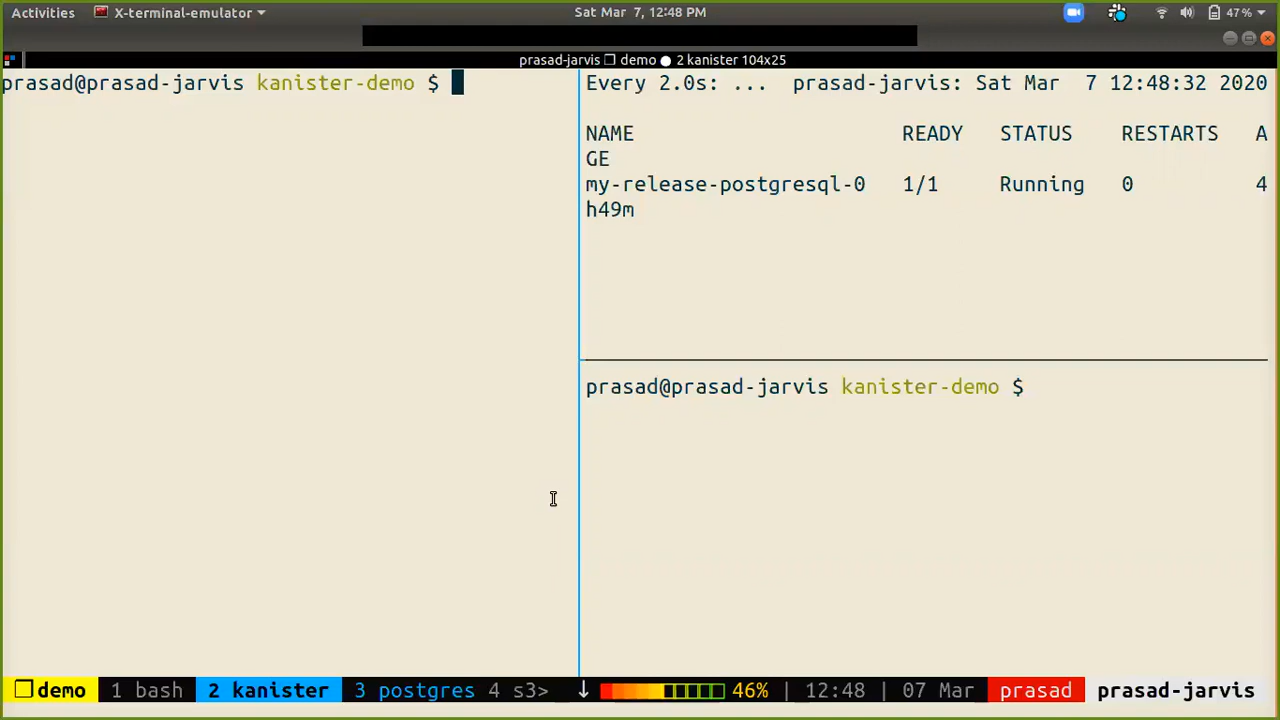 Activities X-terminal-emulator Sat Mar 7, 12:48 PM 47%
prasad-jarvis ❐ demo ● 2 kanister 104x25
prasad@prasad-jarvis kanister-demo $
Every 2.0s: ... prasad-jarvis: Sat Mar 7 12:48:32 2020
NAME READY STATUS RESTARTS A
GE
my-release-postgresql-0 1/1 Running 0 4
h49m
prasad@prasad-jarvis kanister-demo $
❐ demo 1 bash 2 kanister 3 postgres 4 s3> ↓ 46% | 12:48 | 07 Mar prasad prasad-jarvis